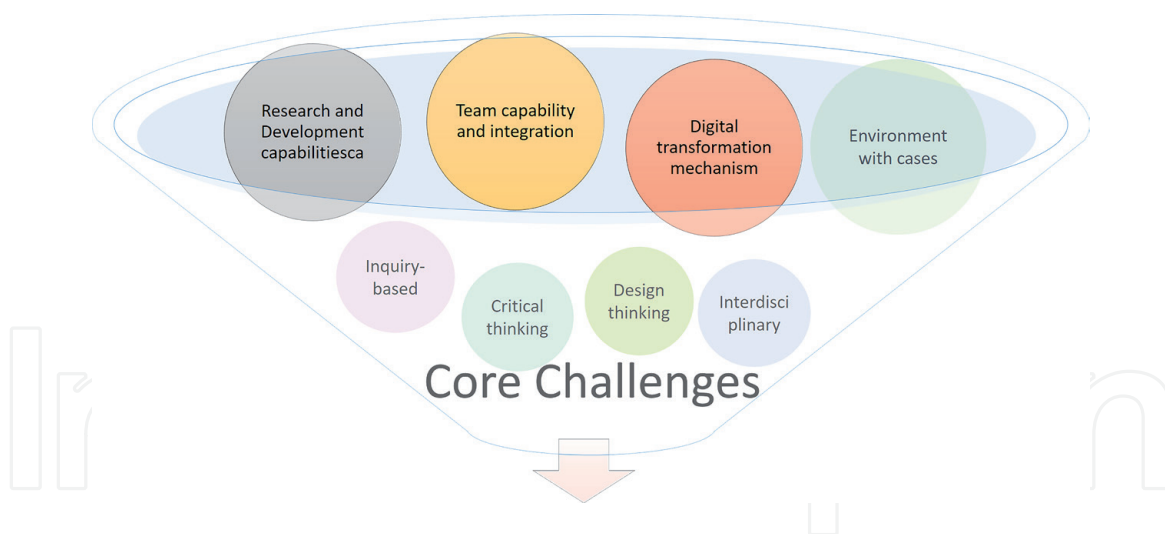 Research and
Development
capabilitiesca
Team capability
and integration
Digital
transformation
mechanism
Environment
with cases
Inquiry-
based
Critical
thinking
Design
thinking
Interdisci
plinary
Core Challenges